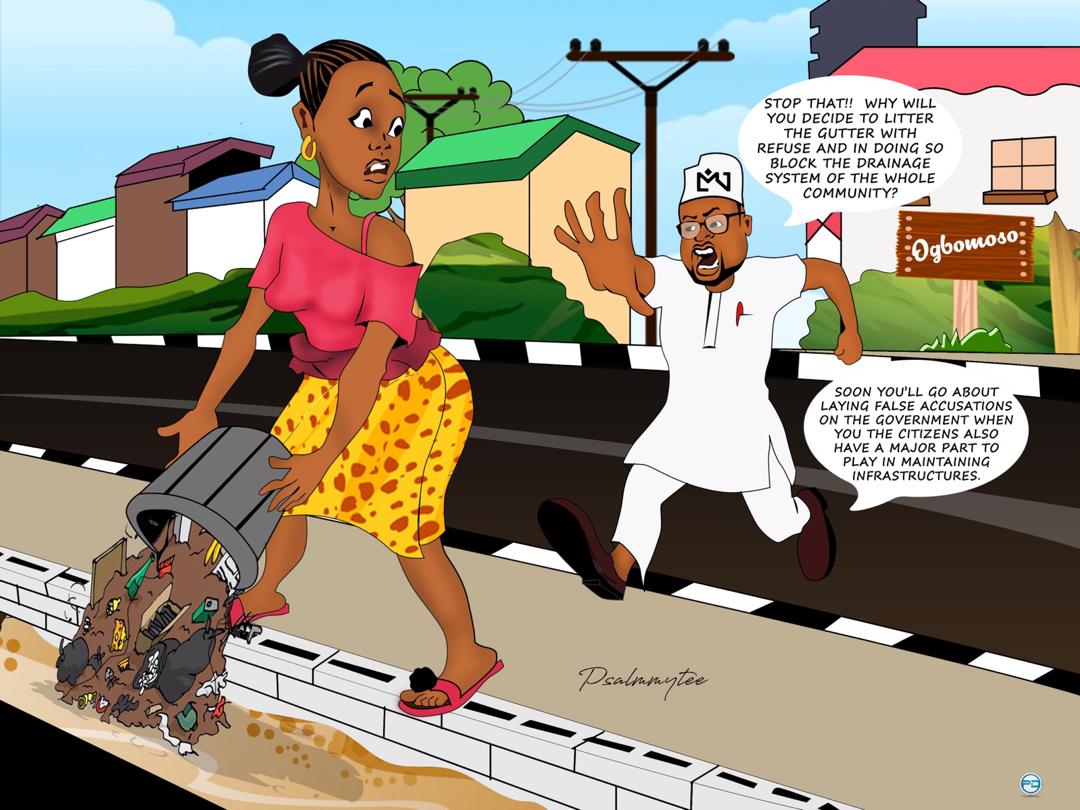 STOP THAT!! WHY WILL
YOU DECIDE TO LITTER
THE GUTTER WITH
REFUSE AND IN DOING SO
BLOCK THE DRAINAGE
SYSTEM OF THE WHOLE
COMMUNITY?
Ogbomoso
SOON YOU'LL GO ABOUT
LAYING FALSE ACCUSATIONS
ON THE GOVERNMENT WHEN
YOU THE CITIZENS ALSO
HAVE A MAJOR PART TO
PLAY IN MAINTAINING
INFRASTRUCTURES.
Psalmmytee